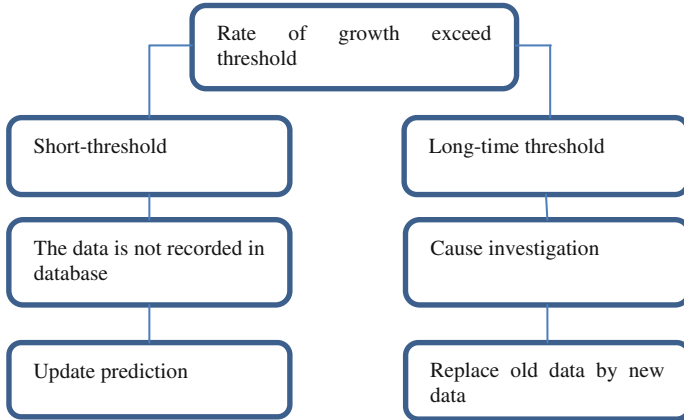 Rate of growth exceed
threshold
Short-threshold
Long-time threshold
The data is not recorded in
database
Cause investigation
Update prediction
Replace old data by new
data